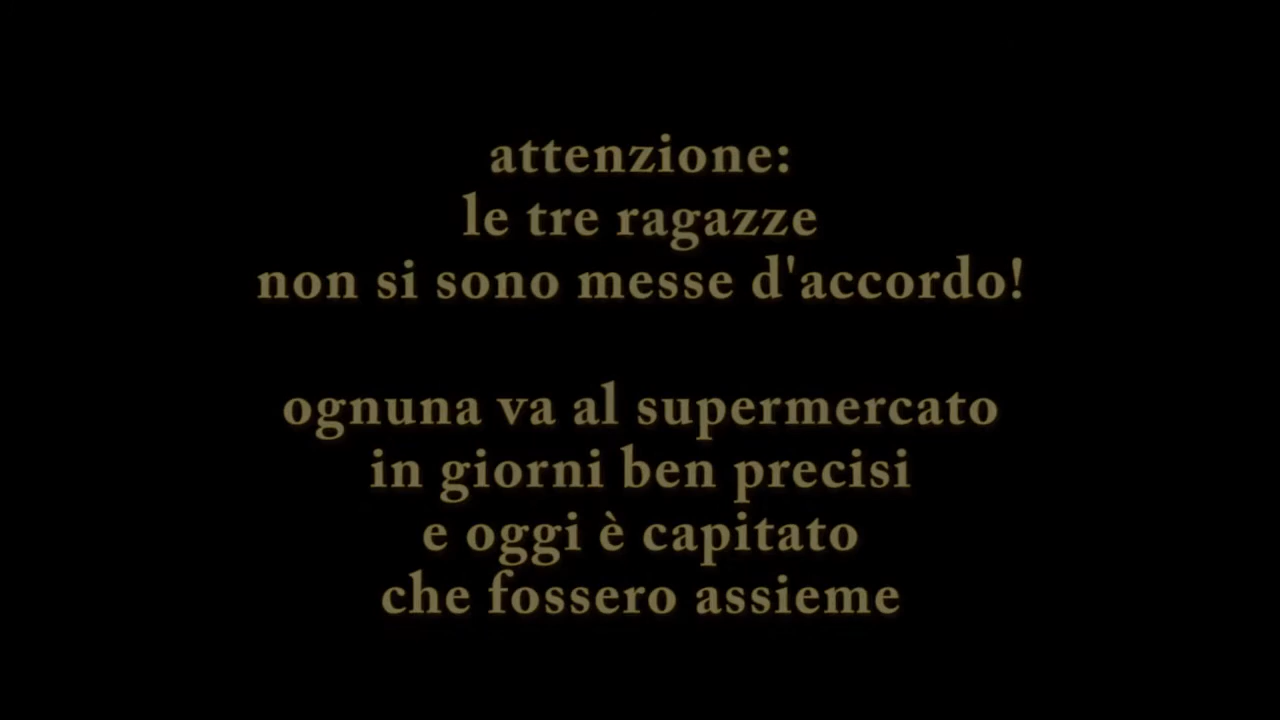 attenzione:
le tre ragazze
non si sono messe d'accordo!
ognuna va al supermercato
in giorni ben precisi
e oggi è capitato
che fossero assieme